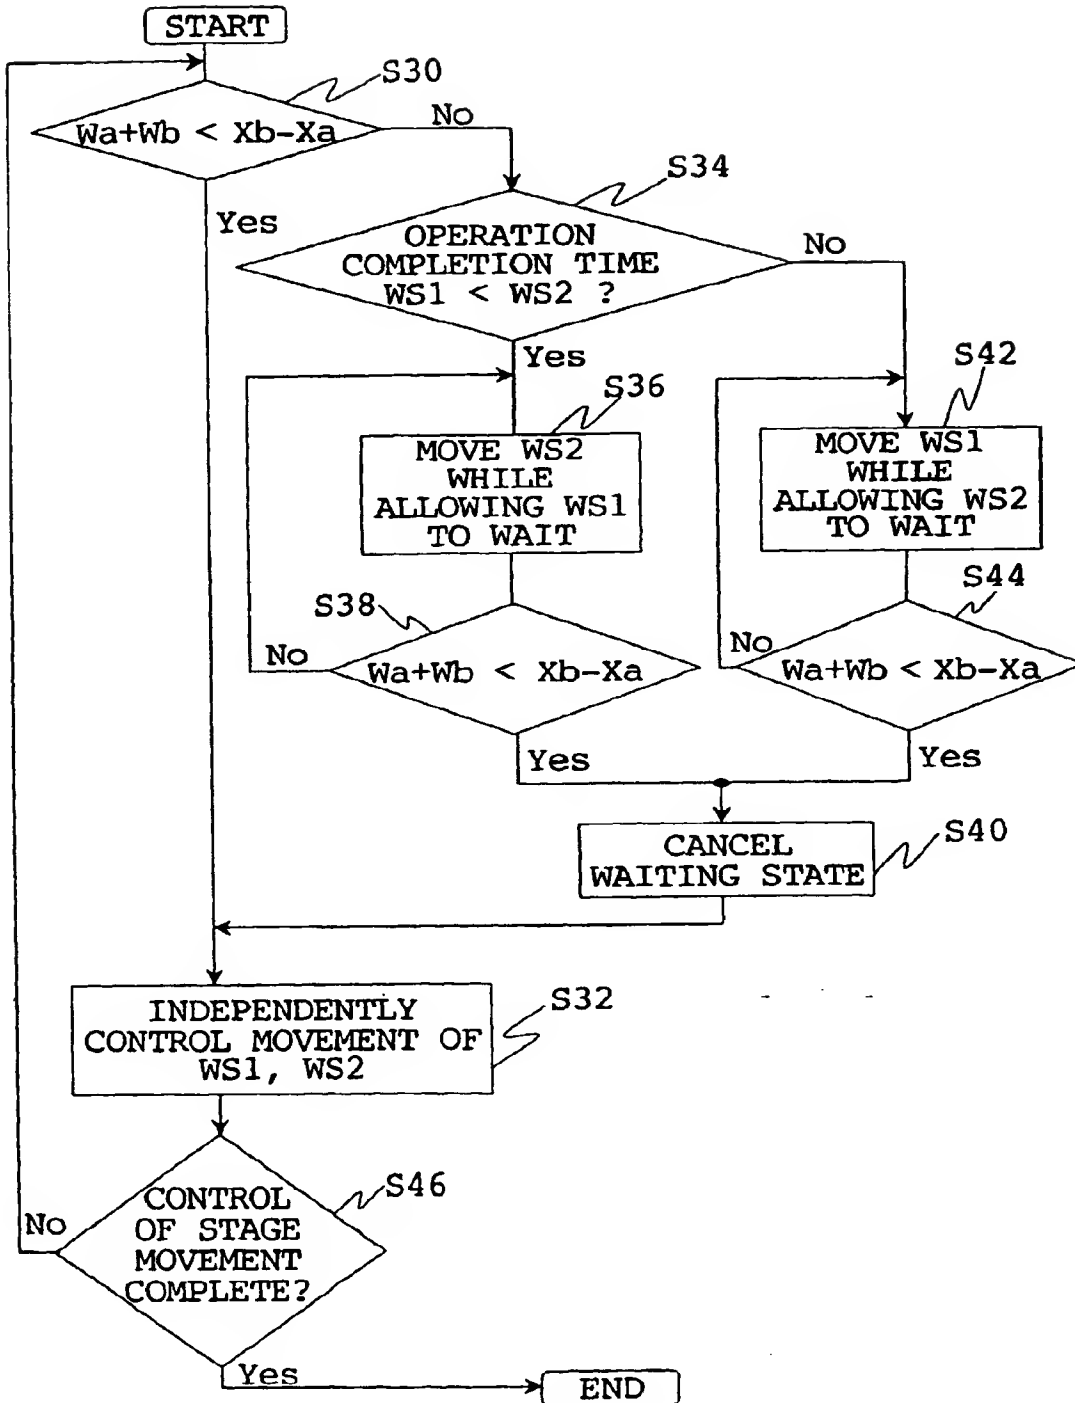 START
S30
Wa+Wb < Xb-Xa
No
Yes
S34
OPERATION
COMPLETION TIME
WS1 < WS2 ?
No
Yes
S36
MOVE WS2
WHILE
ALLOWING WS1
TO WAIT
S42
MOVE WS1
WHILE
ALLOWING WS2
TO WAIT
S38
No
Wa+Wb < Xb-Xa
Yes
S44
No
Wa+Wb < Xb-Xa
Yes
S40
CANCEL
WAITING STATE
S32
INDEPENDENTLY
CONTROL MOVEMENT OF
WS1, WS2
S46
No
CONTROL
OF STAGE
MOVEMENT
COMPLETE?
Yes
END